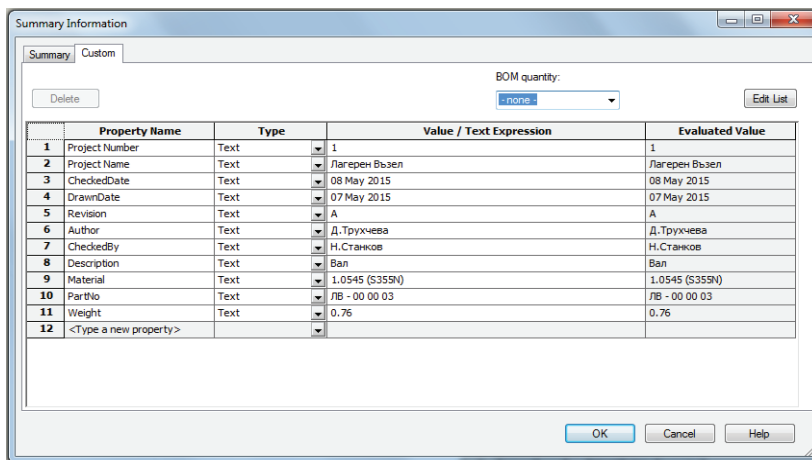 Summary Information
Summary Custom
BOM quantity:
Delete - none - Edit List
Property Name Type Value / Text Expression Evaluated Value
1 Project Number Text 1 1
2 Project Name Text Лагерен Възел Лагерен Възел
3 CheckedDate Text 08 May 2015 08 May 2015
4 DrawnDate Text 07 May 2015 07 May 2015
5 Revision Text A A
6 Author Text Д.Трухчева Д.Трухчева
7 CheckedBy Text Н.Станков Н.Станков
8 Description Text Вал Вал
9 Material Text 1.0545 (S355N) 1.0545 (S355N)
10 PartNo Text ЛВ - 00 00 03 ЛВ - 00 00 03
11 Weight Text 0.76 0.76
12 <Type a new property>
OK Cancel Help